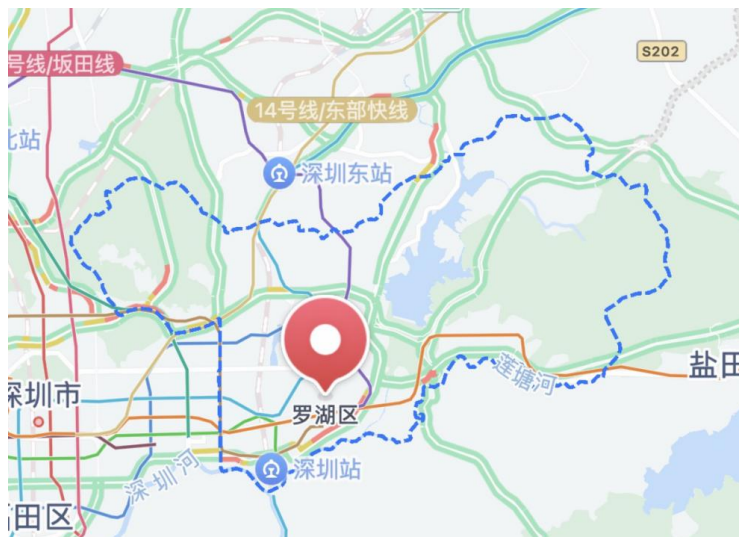 S202
号线/坂田线
14号线/东部快线
北站
深圳东站
莲塘河
盐田
深圳市
罗湖区
深圳站
深圳河
田区